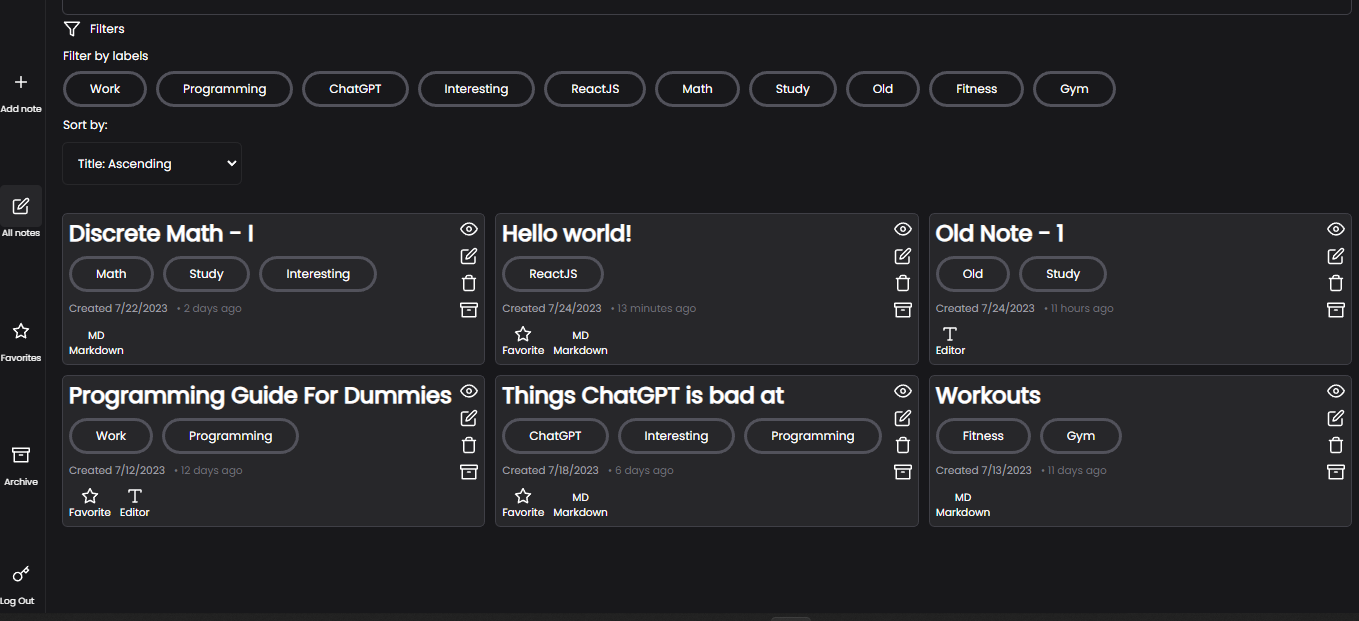 Filters
Filter by labels
Work Programming ChatGPT Interesting ReactJS Math Study Old Fitness Gym
Sort by:
Title: Ascending
Add note
All notes
Favorites
Archive
Log Out
Discrete Math - I
Math Study Interesting
Created 7/22/2023 • 2 days ago
MD
Markdown
Hello world!
ReactJS
Created 7/24/2023 • 13 minutes ago
MD
Favorite Markdown
Old Note - 1
Old Study
Created 7/24/2023 • 11 hours ago
Editor
Programming Guide For Dummies
Work Programming
Created 7/12/2023 • 12 days ago
Favorite Editor
Things ChatGPT is bad at
ChatGPT Interesting Programming
Created 7/18/2023 • 6 days ago
MD
Favorite Markdown
Workouts
Fitness Gym
Created 7/13/2023 • 11 days ago
MD
Markdown